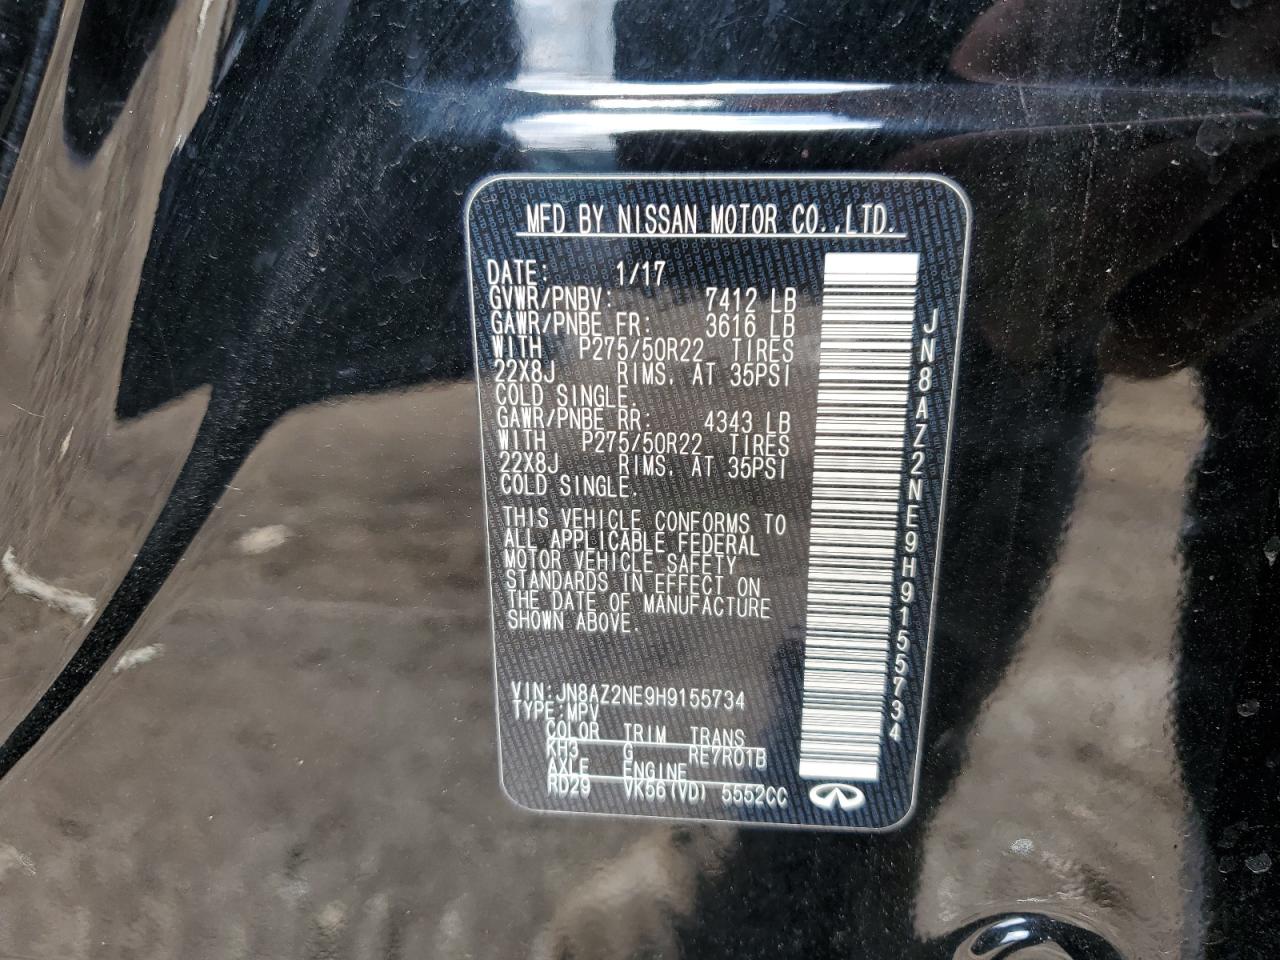 MFD BY NISSAN MOTOR CO.,LTD.
DATE: 1/17
GVWR/PNBV: 7412 LB
GAWR/PNBE FR: 3616 LB
WITH P275/50R22 TIRES
22X8J RIMS, AT 35PSI
COLD SINGLE.
GAWR/PNBE RR: 4343 LB
WITH P275/50R22 TIRES
22X8J RIMS, AT 35PSI
COLD SINGLE.
THIS VEHICLE CONFORMS TO
ALL APPLICABLE FEDERAL
MOTOR VEHICLE SAFETY
STANDARDS IN EFFECT ON
THE DATE OF MANUFACTURE
SHOWN ABOVE.
VIN:JN8AZ2NE9H9155734
TYPE:MPV
COLOR TRIM TRANS
KH3 G RE7R01B
AXLE ENGINE
RD29 VK56(VD) 5552CC
JN8AZ2NE9H9155734